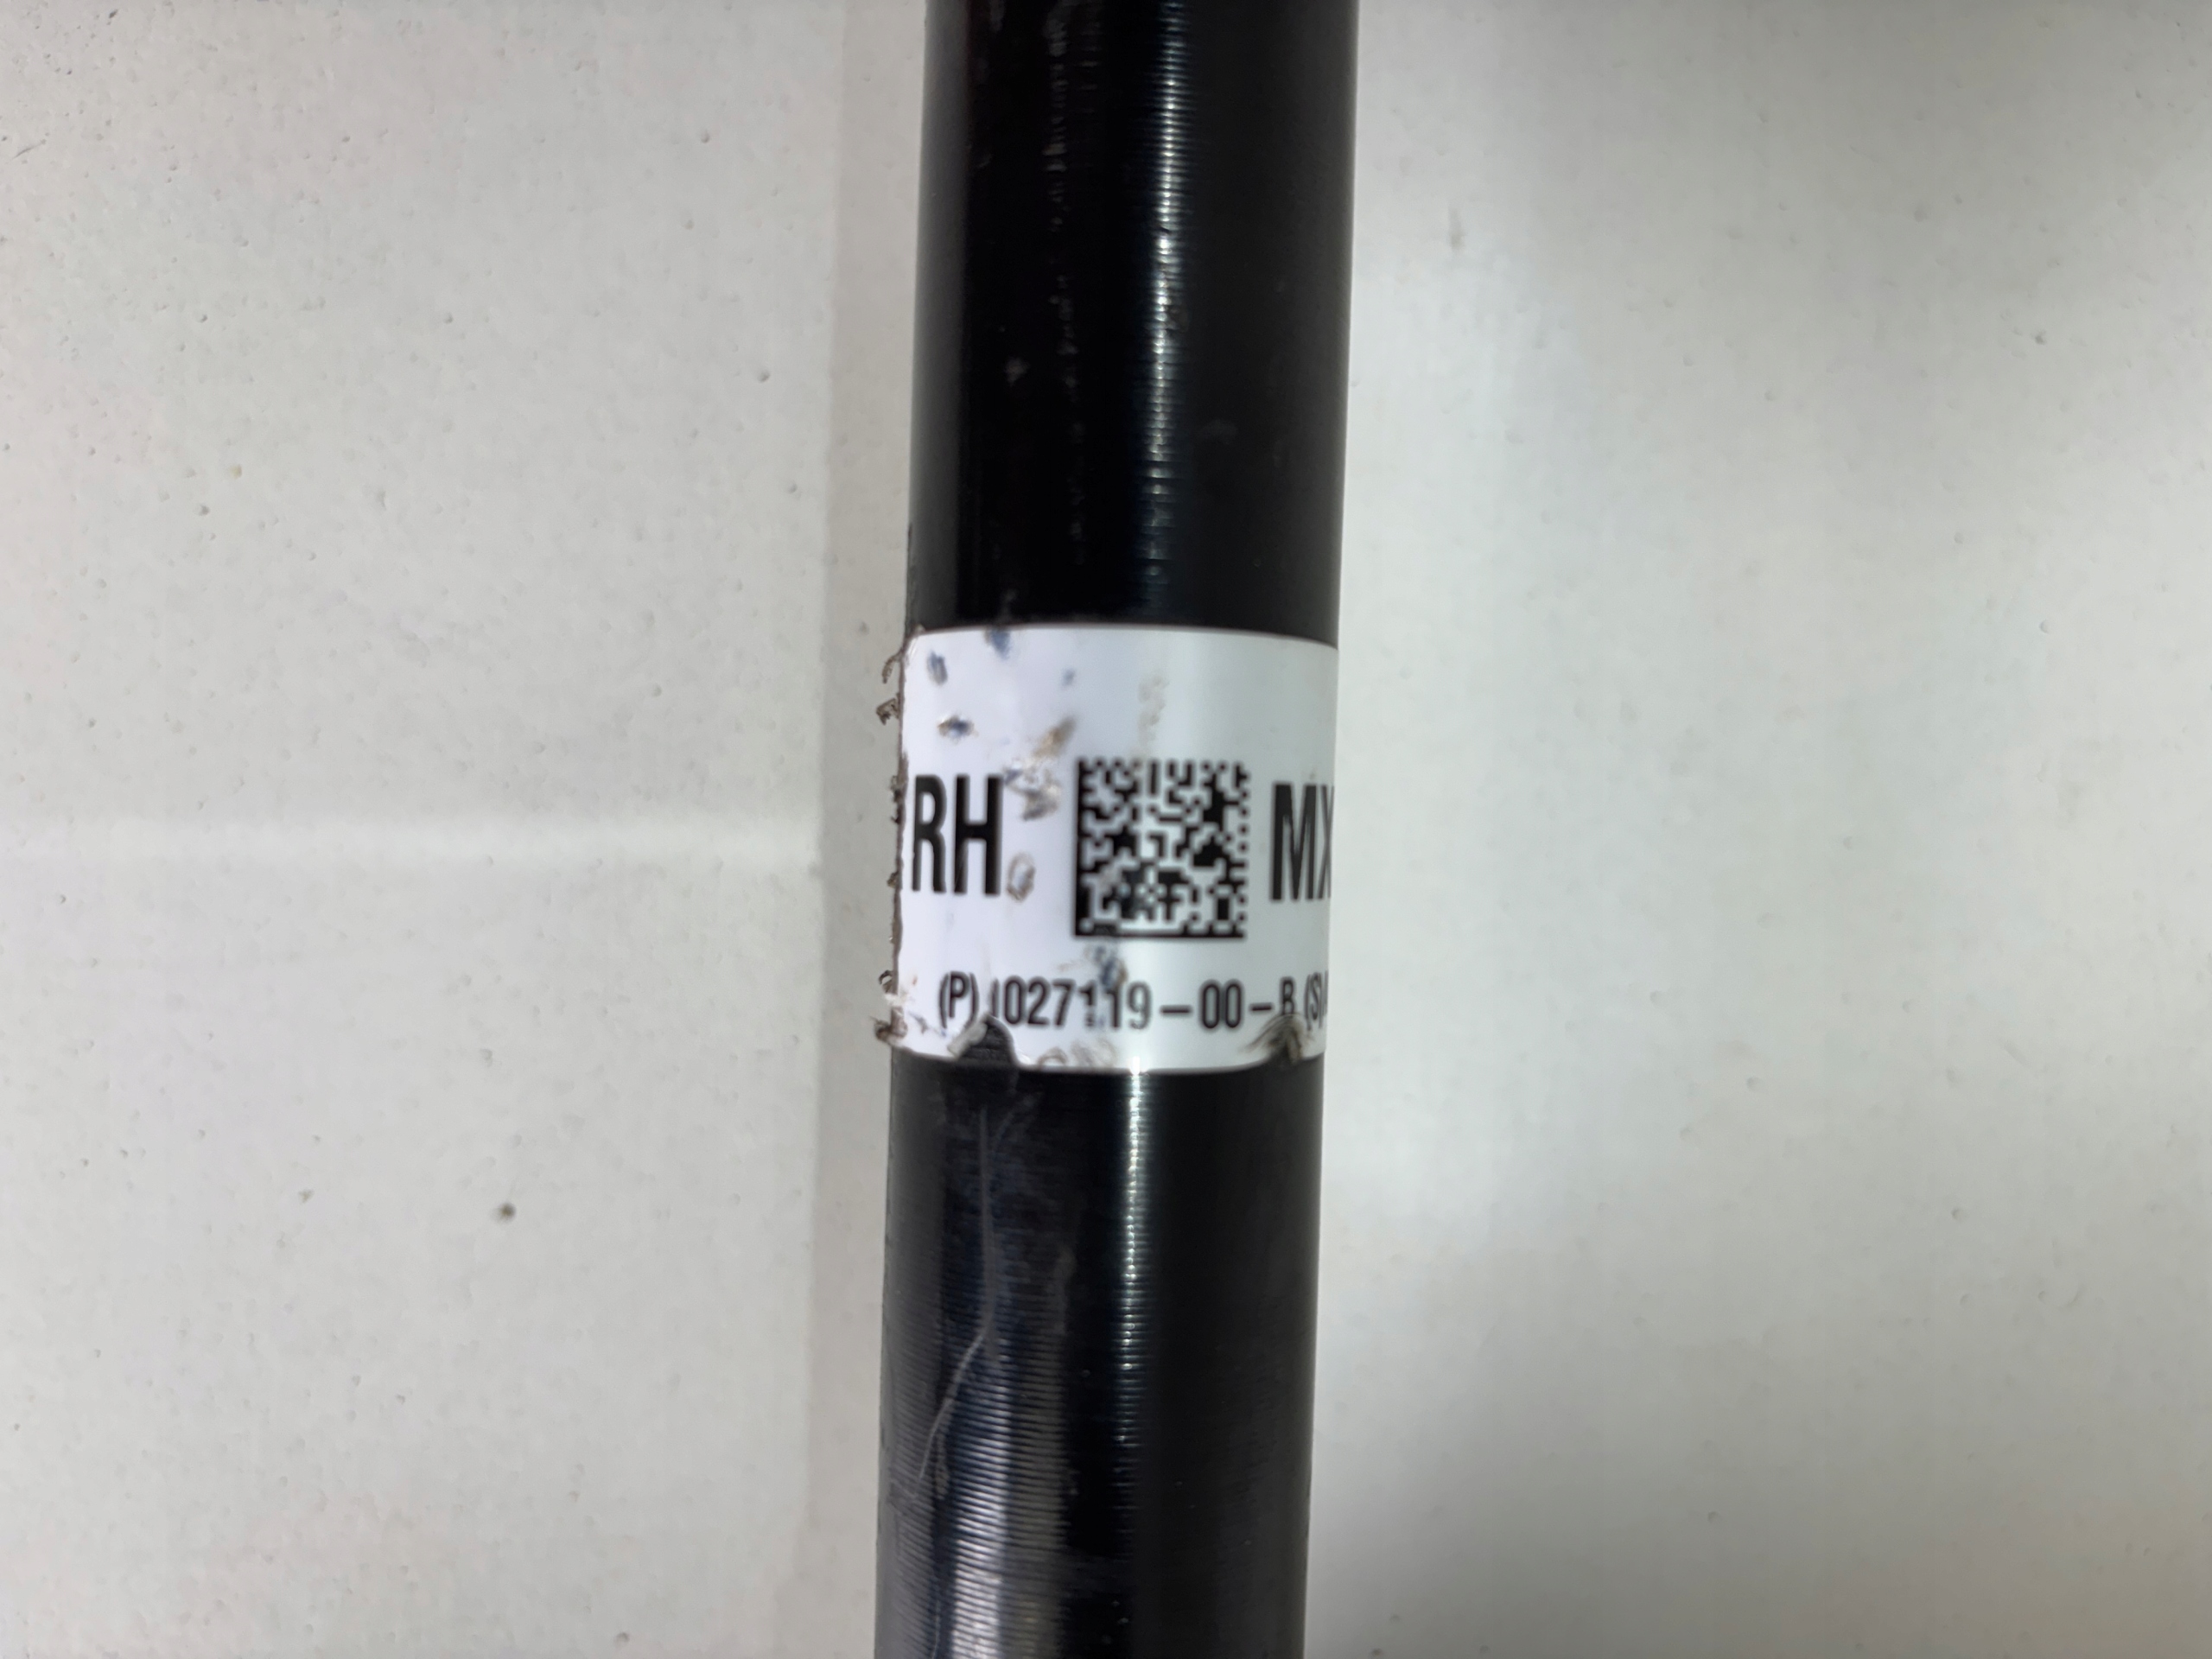 RH MX
(P) 1027119-00-B (S)